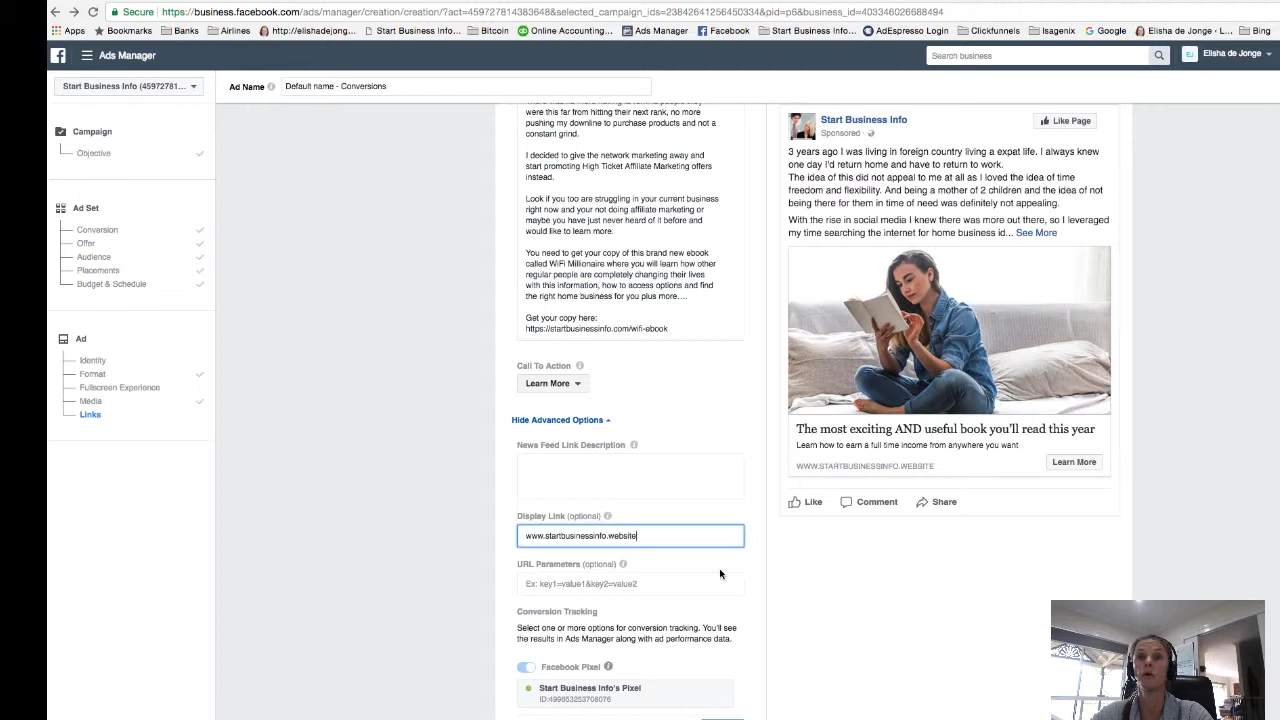 Secure https://business.facebook.com/ads/manager/creation/creation/?act=459727814383648&selected_campaign_ids=23842641256450334&pid=p6&business_id=403346026688494
Apps Bookmarks Banks Airlines http://elishadejong... Start Business Info... Bitcoin Online Accounting... Ads Manager Facebook Start Business Info... AdEspresso Login Clickfunnels Isagenix Google Elisha de Jonge - L... Bing
Ads Manager Search business EJ Elisha de Jonge
Start Business Info (45972781... Ad Name Default name - Conversions
Campaign
Objective
Ad Set
Conversion
Offer
Audience
Placements
Budget & Schedule
Ad
Identity
Format
Fullscreen Experience
Media
Links
were this far from hitting their next rank, no more
pushing my downline to purchase products and not a
constant grind.
I decided to give the network marketing away and
start promoting High Ticket Affiliate Marketing offers
instead.
Look if you too are struggling in your current business
right now and your not doing affiliate marketing or
maybe you have just never heard of it before and
would like to learn more.
You need to get your copy of this brand new ebook
called WiFi Millionaire where you will learn how other
regular people are completely changing their lives
with this information, how to access options and find
the right home business for you plus more....
Get your copy here:
https://startbusinessinfo.com/wifi-ebook
Call To Action
Learn More
Hide Advanced Options
News Feed Link Description
Display Link (optional)
www.startbusinessinfo.website
URL Parameters (optional)
Ex: key1=value1&key2=value2
Conversion Tracking
Select one or more options for conversion tracking. You'll see
the results in Ads Manager along with ad performance data.
Facebook Pixel
Start Business Info's Pixel
ID:499653253708076
Start Business Info
Sponsored ·
Like Page
3 years ago I was living in foreign country living a expat life. I always knew
one day I'd return home and have to return to work.
The idea of this did not appeal to me at all as I loved the idea of time
freedom and flexibility. And being a mother of 2 children and the idea of not
being there for them in time of need was definitely not appealing.
With the rise in social media I knew there was more out there, so I leveraged
my time searching the internet for home business id... See More
The most exciting AND useful book you'll read this year
Learn how to earn a full time income from anywhere you want
WWW.STARTBUSINESSINFO.WEBSITE Learn More
Like Comment Share